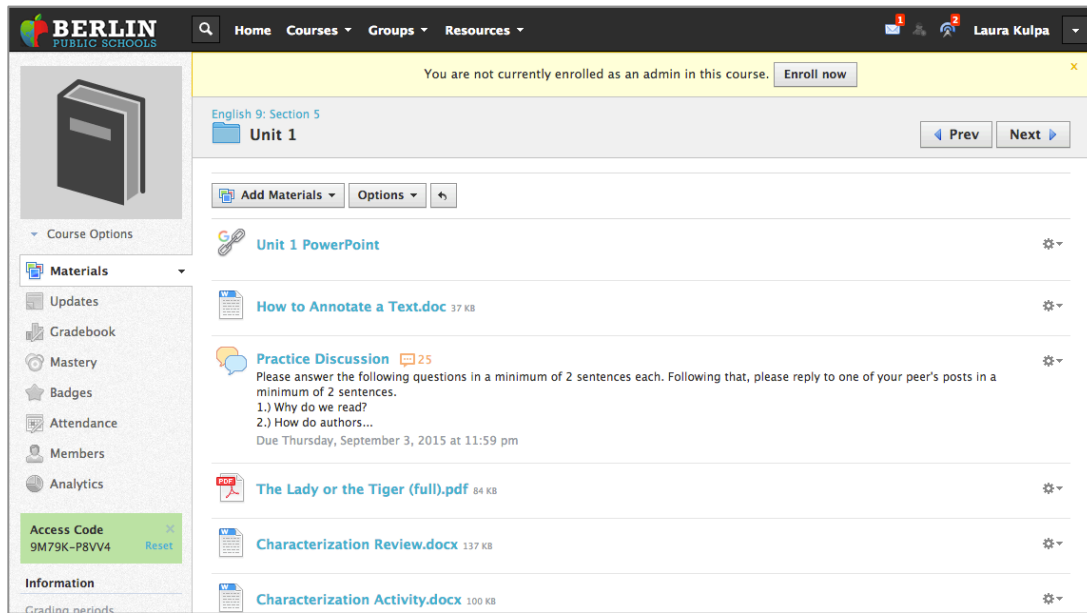 BERLIN
PUBLIC SCHOOLS
Home Courses Groups Resources
1
2
Laura Kulpa
You are not currently enrolled as an admin in this course. Enroll now
x
English 9: Section 5
Unit 1
Prev Next
Add Materials Options
Course Options
Materials
Updates
Gradebook
Mastery
Badges
Attendance
Members
Analytics
Access Code
9M79K-P8VV4 Reset
Information
Grading periods
G
Unit 1 PowerPoint
W
How to Annotate a Text.doc 37 KB
Practice Discussion 25
Please answer the following questions in a minimum of 2 sentences each. Following that, please reply to one of your peer's posts in a
minimum of 2 sentences.
1.) Why do we read?
2.) How do authors...
Due Thursday, September 3, 2015 at 11:59 pm
PDF
The Lady or the Tiger (full).pdf 84 KB
W
Characterization Review.docx 137 KB
W
Characterization Activity.docx 100 KB